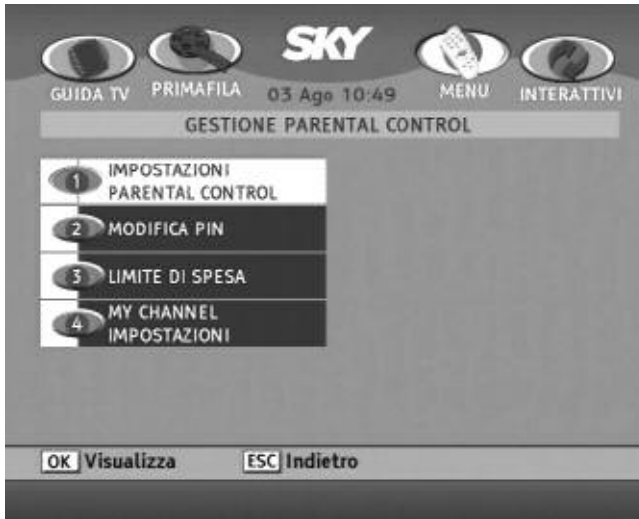 SKY
GUIDA TV PRIMAFILA 03 Ago 10:49 MENU INTERATTIVI
GESTIONE PARENTAL CONTROL
1 IMPOSTAZIONI
PARENTAL CONTROL
2 MODIFICA PIN
3 LIMITE DI SPESA
4 MY CHANNEL
IMPOSTAZIONI
OK Visualizza ESC Indietro